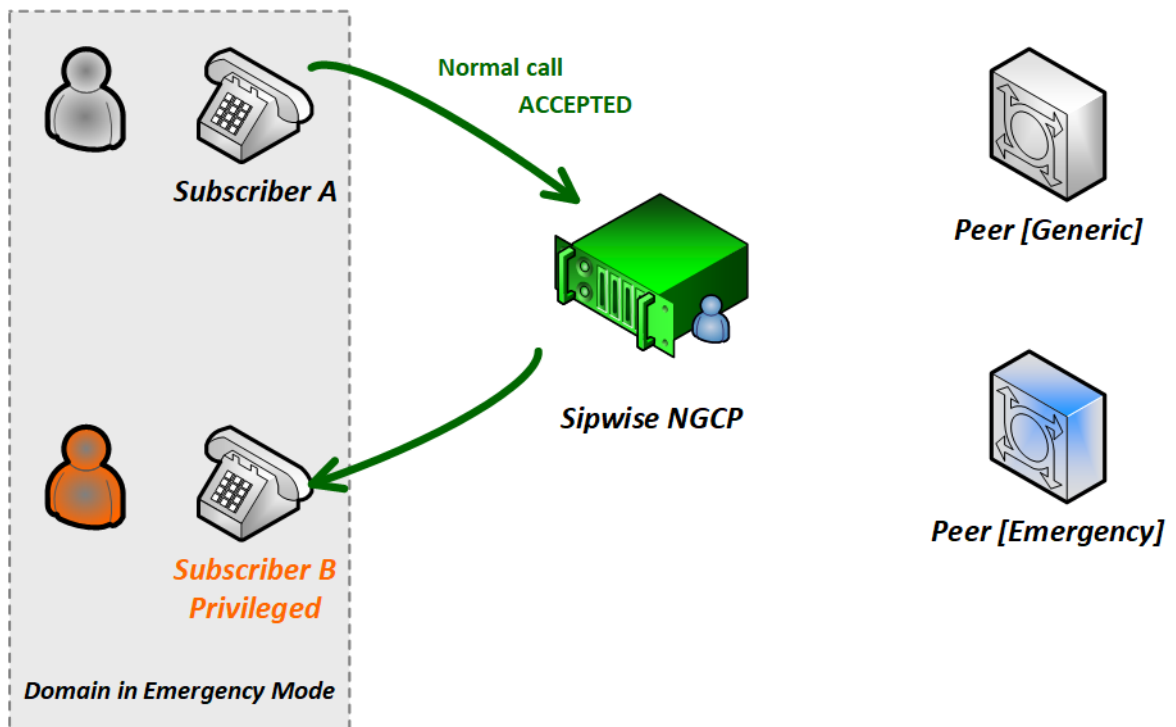 Normal call
ACCEPTED
Subscriber A
Peer [Generic]
Sipwise NGCP
Peer [Emergency]
Subscriber B
Privileged
Domain in Emergency Mode